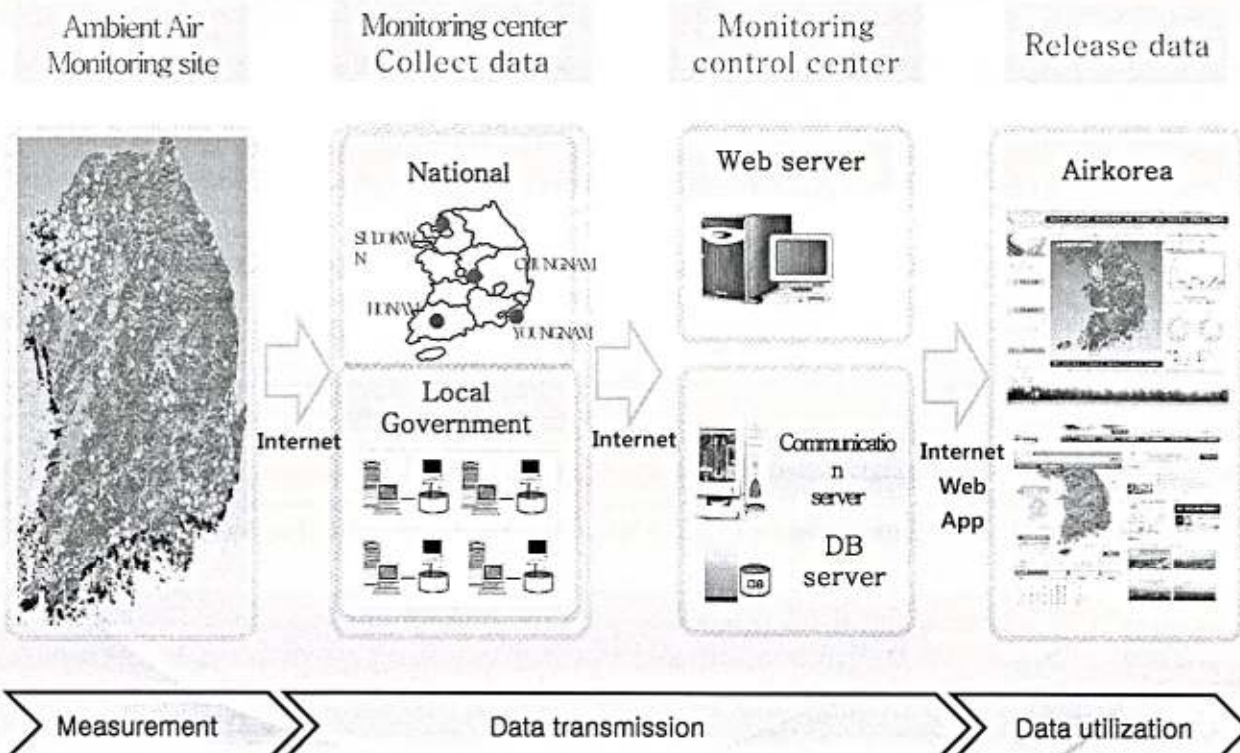 Ambient Air
Monitoring site
Monitoring center
Collect data
Monitoring
control center
Release data
National
SUDOKW
N
CHUNGNAM
HONAM
YOUNGNAM
Local
Government
Internet
Internet
Web server
Communicatio
n
server
DB
DB
server
Internet
Web
App
Airkorea
Measurement
Data transmission
Data utilization